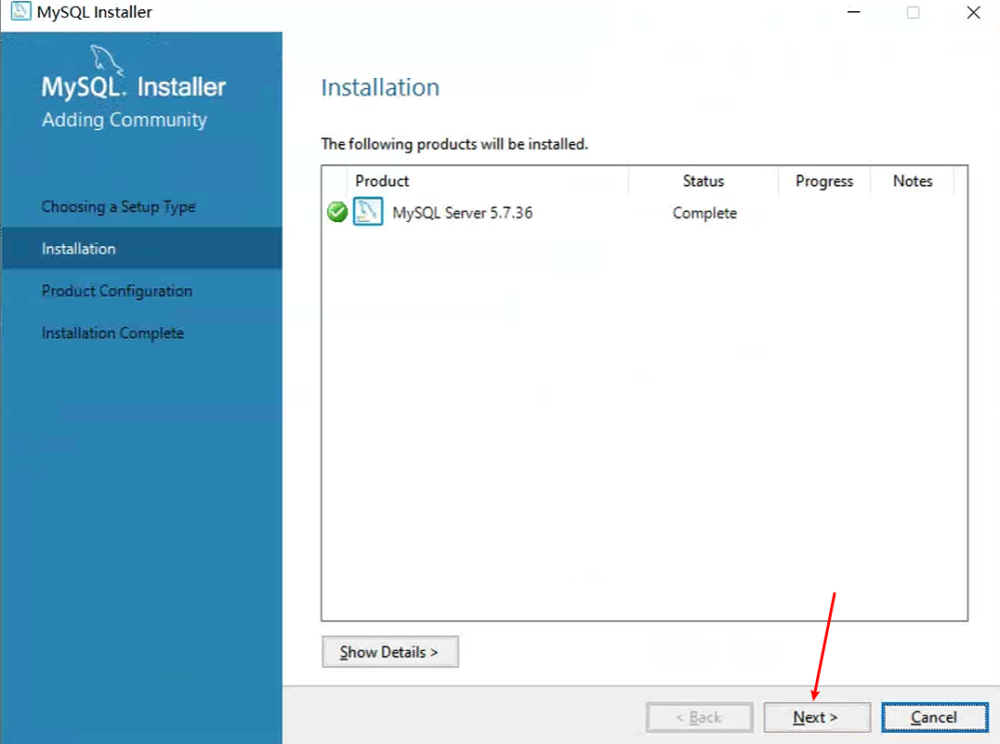 MySQL Installer
MySQL. Installer
Adding Community
Choosing a Setup Type
Installation
Product Configuration
Installation Complete
Installation
The following products will be installed.
Product Status Progress Notes
MySQL Server 5.7.36 Complete
Show Details >
< Back Next > Cancel